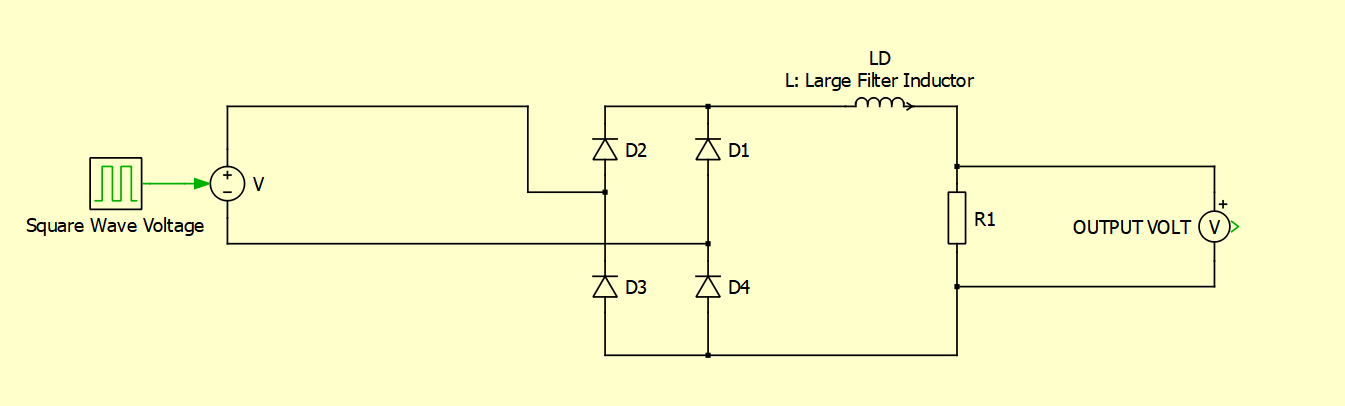 LD
L: Large Filter Inductor
D2
D1
+
−
V
Square Wave Voltage
+
R1
OUTPUT VOLT
V
D3
D4